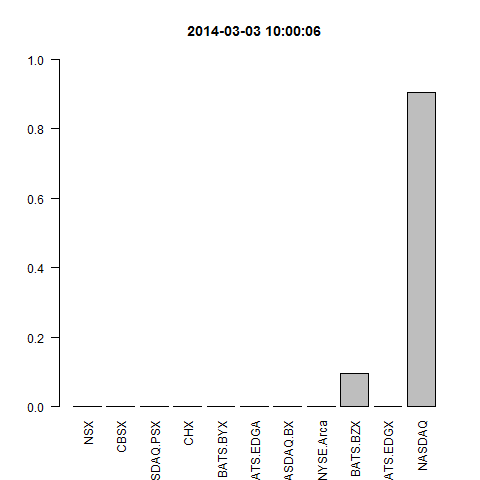 2014-03-03 10:00:06
1.0
0.8
0.6
0.4
0.2
0.0
NSX
CBSX
SDAQ.PSX
CHX
BATS.BYX
ATS.EDGA
ASDAQ.BX
NYSE.Arca
BATS.BZX
ATS.EDGX
NASDAQ